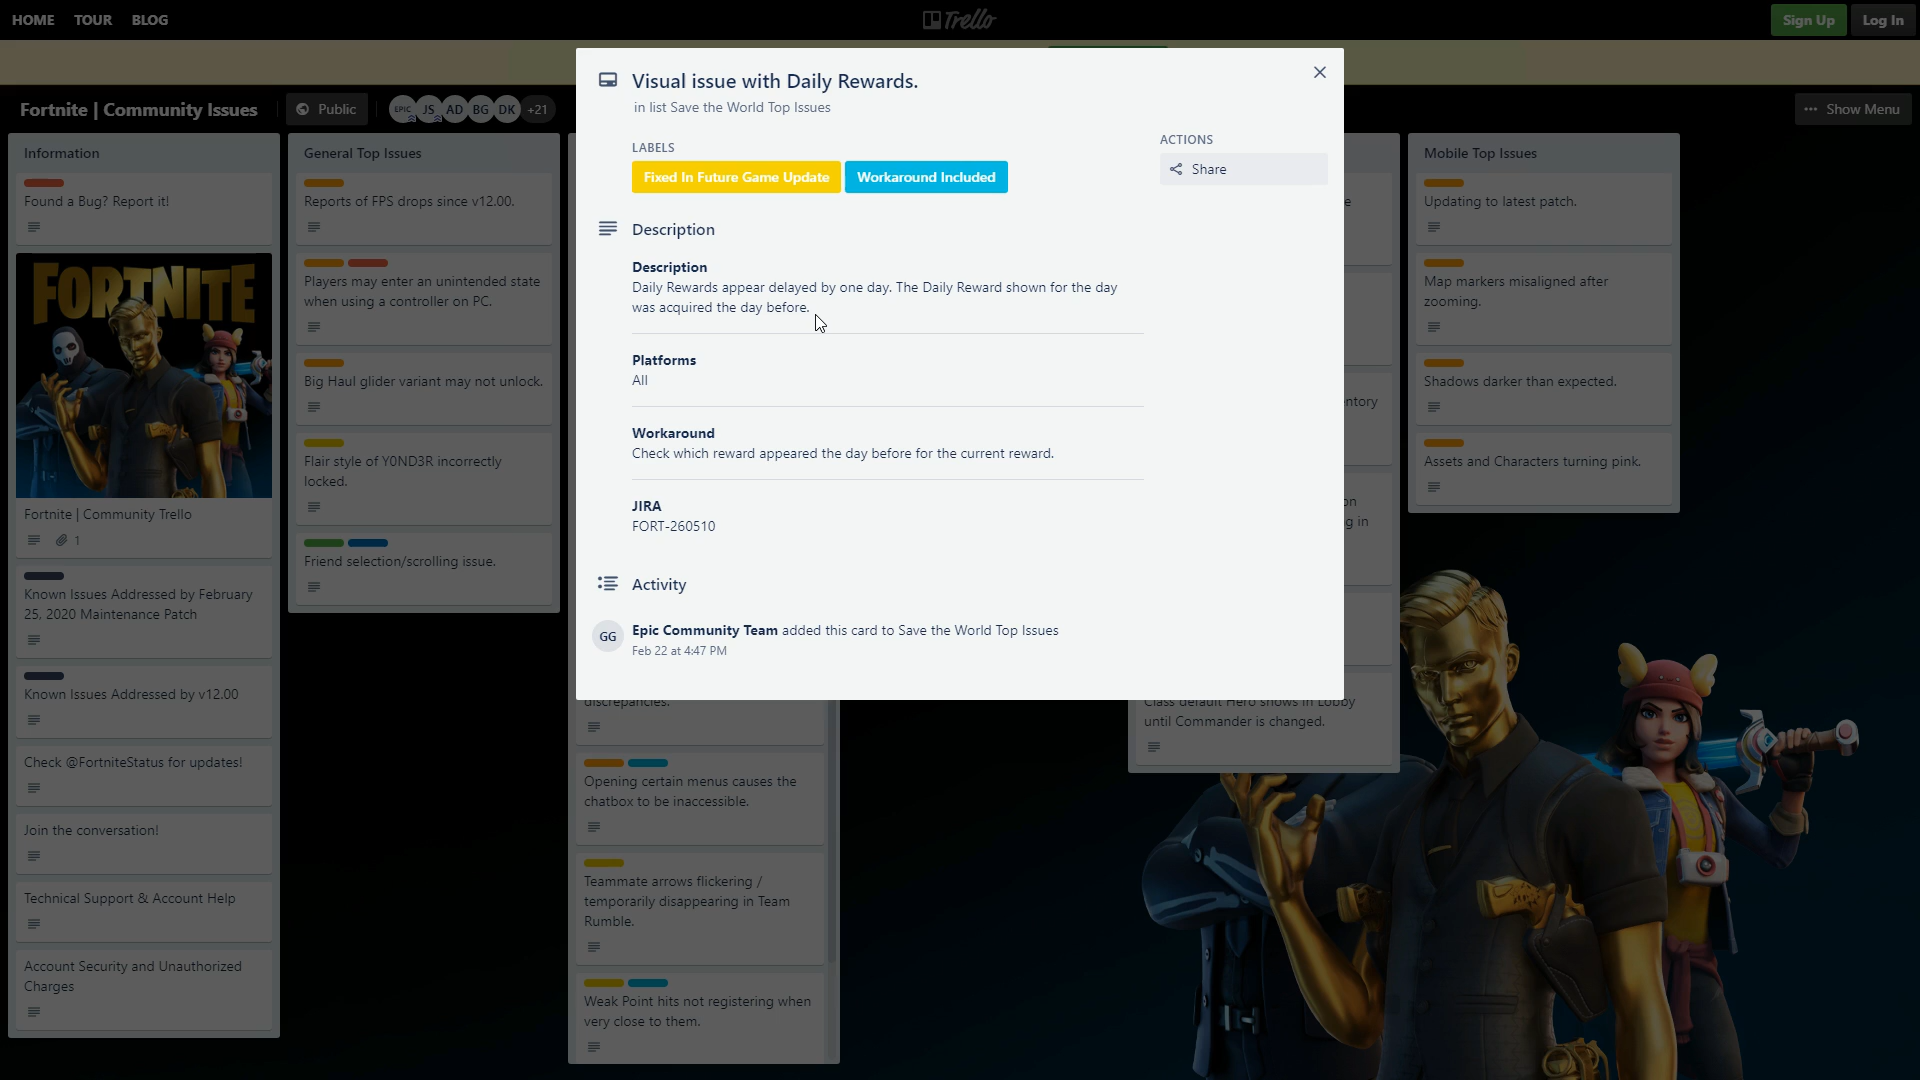 HOME TOUR BLOG
Trello
Sign Up Log In
Fortnite | Community Issues
Public
EPIC JS AD BG DK +21
Show Menu
Information
Found a Bug? Report it!
FORTNITE
Fortnite | Community Trello
1
Known Issues Addressed by February
25, 2020 Maintenance Patch
Known Issues Addressed by v12.00
Check @FortniteStatus for updates!
Join the conversation!
Technical Support & Account Help
Account Security and Unauthorized
Charges
General Top Issues
Reports of FPS drops since v12.00.
Players may enter an unintended state
when using a controller on PC.
Big Haul glider variant may not unlock.
Flair style of Y0ND3R incorrectly
locked.
Friend selection/scrolling issue.
Visual issue with Daily Rewards.
in list Save the World Top Issues
LABELS
Fixed In Future Game Update
Workaround Included
ACTIONS
Share
Description
Description
Daily Rewards appear delayed by one day. The Daily Reward shown for the day
was acquired the day before.
Platforms
All
Workaround
Check which reward appeared the day before for the current reward.
JIRA
FORT-260510
Activity
GG
Epic Community Team added this card to Save the World Top Issues
Feb 22 at 4:47 PM
discrepancies.
Opening certain menus causes the
chatbox to be inaccessible.
Teammate arrows flickering /
temporarily disappearing in Team
Rumble.
Weak Point hits not registering when
very close to them.
e
ntory
on
g in
Class default Hero shows in Lobby
until Commander is changed.
Mobile Top Issues
Updating to latest patch.
Map markers misaligned after
zooming.
Shadows darker than expected.
Assets and Characters turning pink.